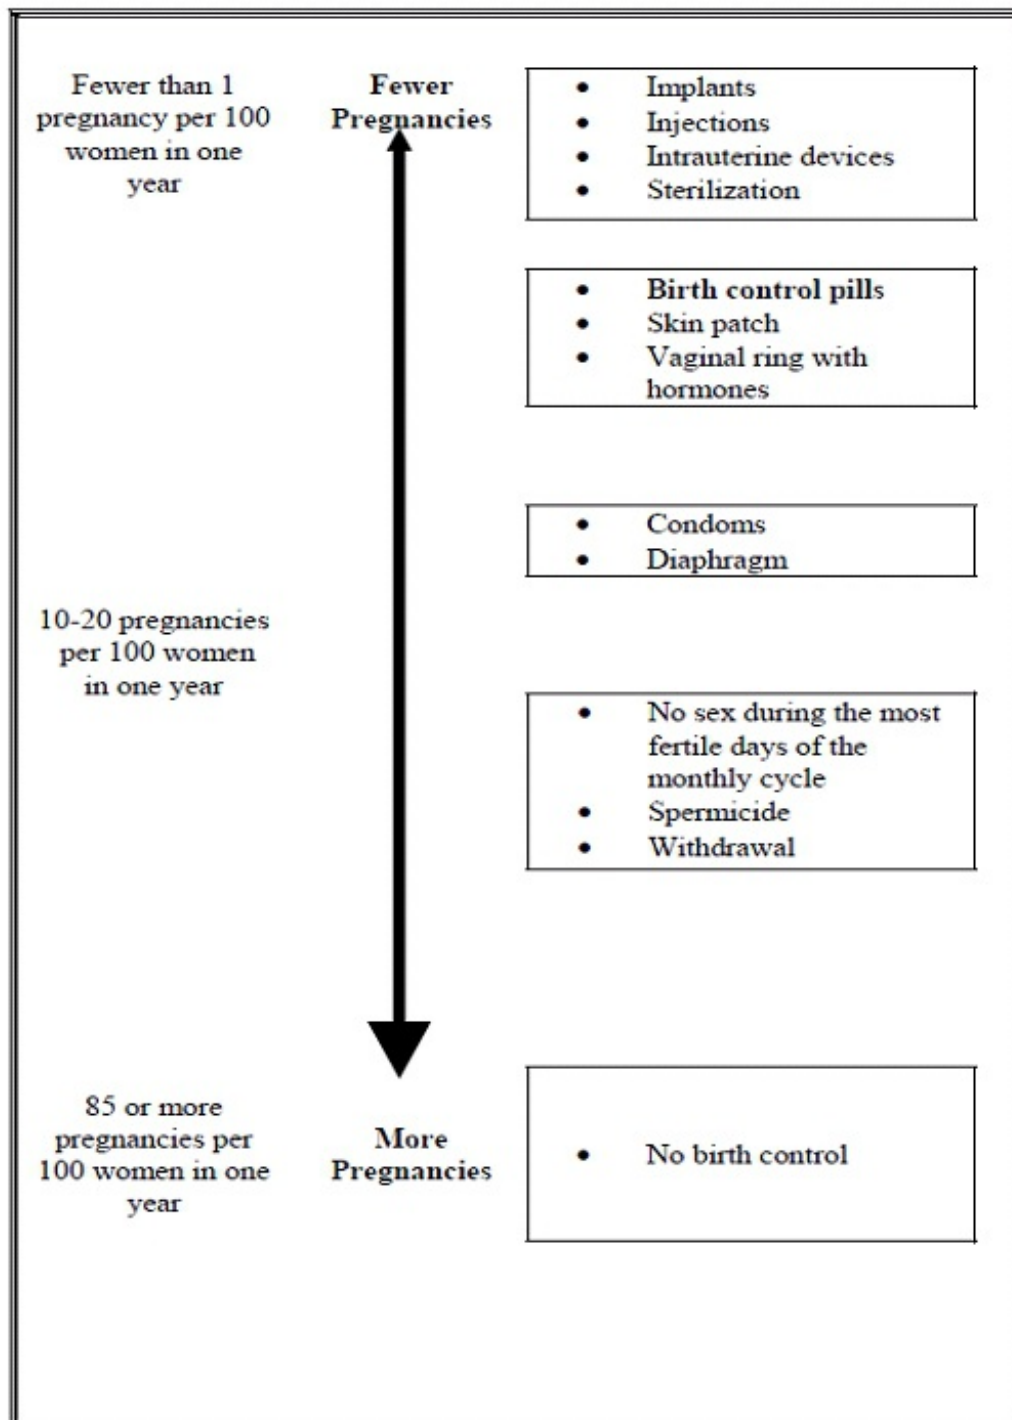 Fewer than 1
pregnancy per 100
women in one
year
Fewer
Pregnancies
• Implants
• Injections
• Intrauterine devices
• Sterilization
• Birth control pills
• Skin patch
• Vaginal ring with
hormones
• Condoms
• Diaphragm
10-20 pregnancies
per 100 women
in one year
• No sex during the most
fertile days of the
monthly cycle
• Spermicide
• Withdrawal
85 or more
pregnancies per
100 women in one
year
More
Pregnancies
• No birth control